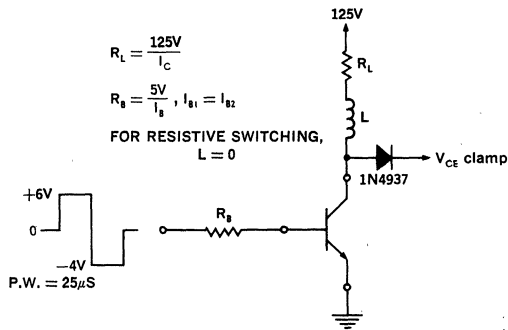 125V
R_L = 125V / I_C
R_L
R_B = 5V / I_B , I_B1 = I_B2
L
FOR RESISTIVE SWITCHING,
L = 0
V_CE clamp
1N4937
+6V
R_B
0
−4V
P.W. = 25μS